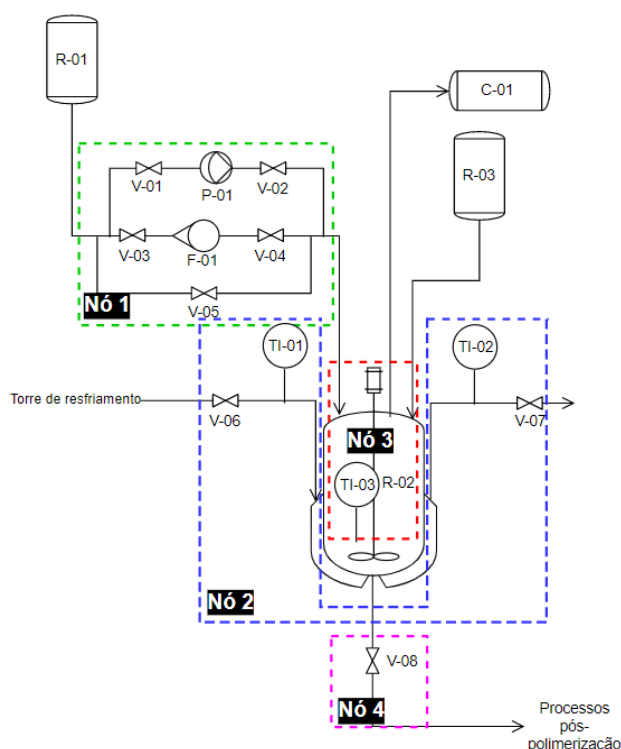 R-01
C-01
R-03
V-01
P-01
V-02
V-03
F-01
V-04
V-05
Nó 1
TI-01
TI-02
Torre de resfriamento
V-06
V-07
Nó 3
TI-03
R-02
Nó 2
V-08
Nó 4
Processos
pós-
polimerização